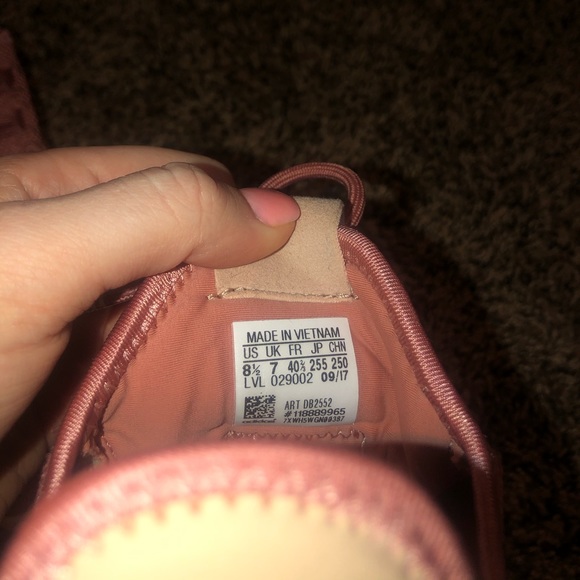 MADE IN VIETNAM
US UK FR JP CHN
8½ 7 40⅔ 255 250
LVL 029002 09/17
ART DB2552
#118889965
adidas